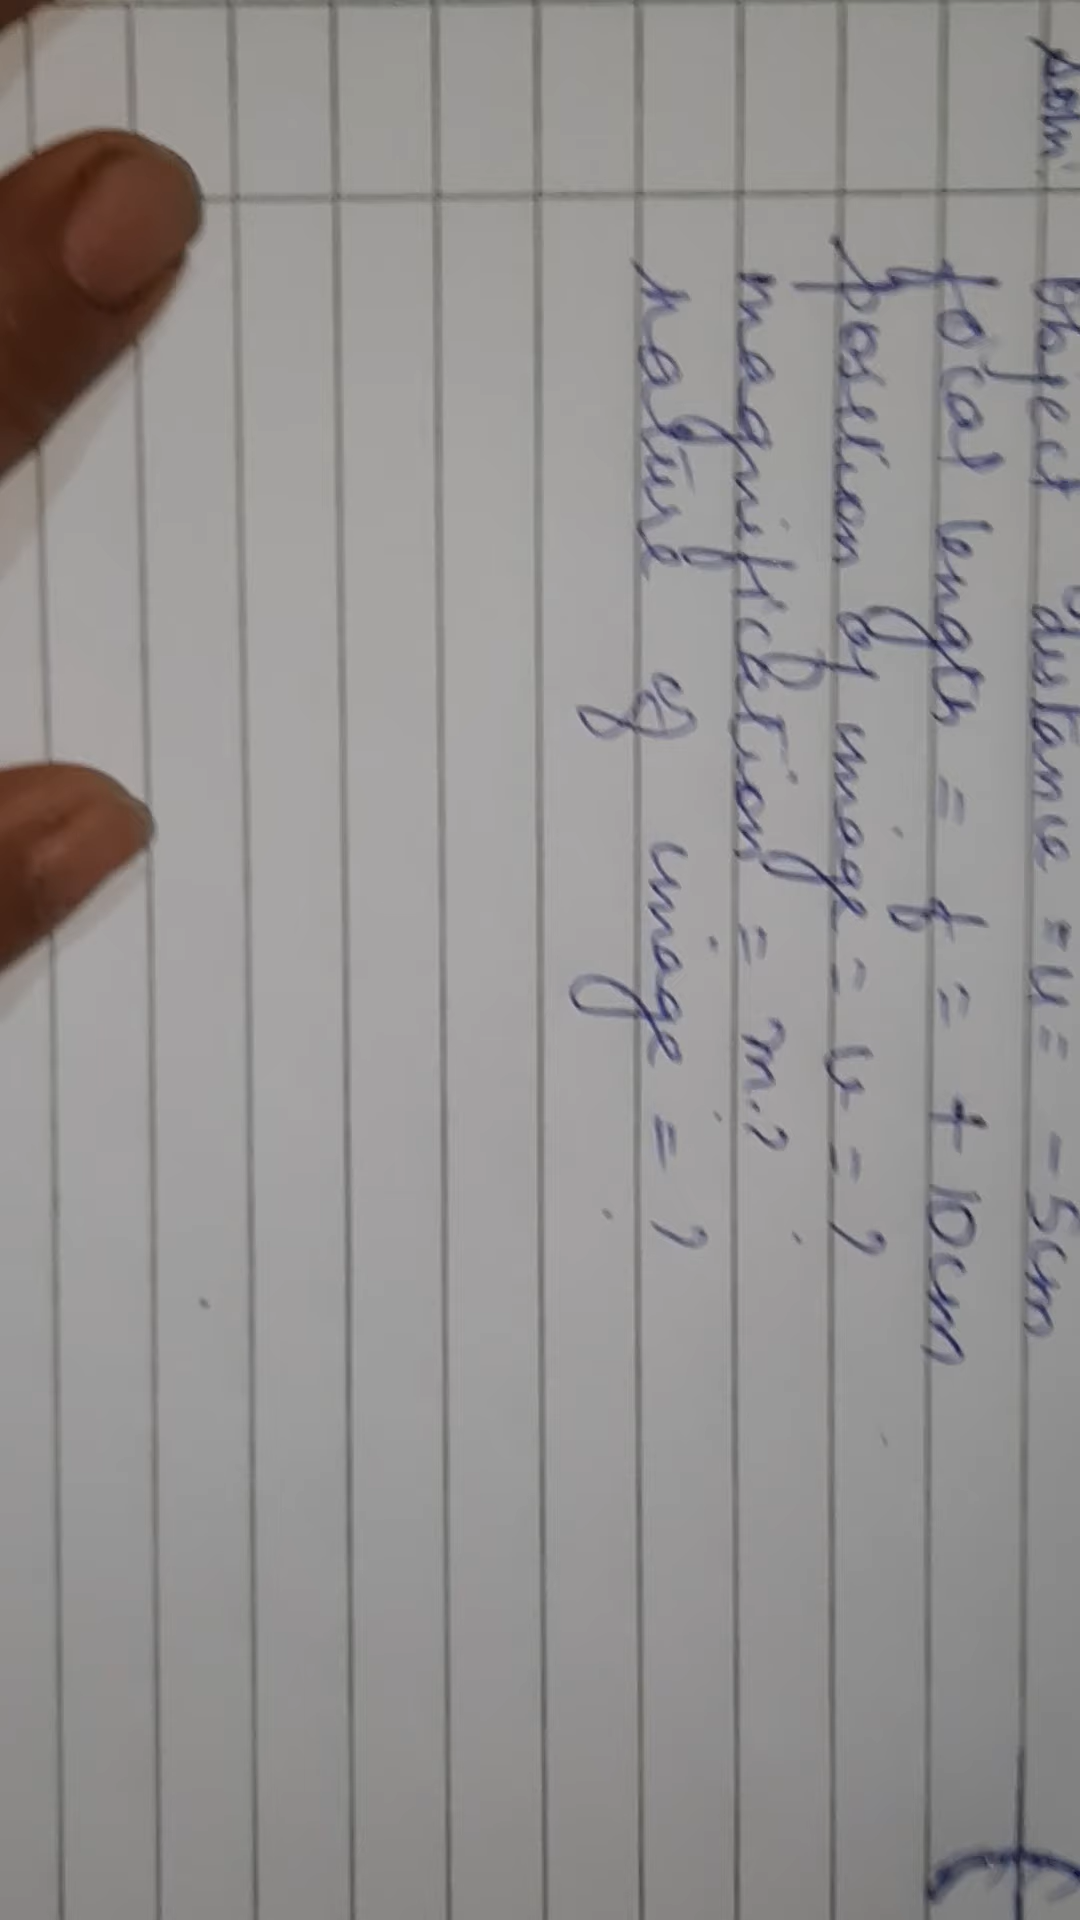 Soln:
object distance = u = -5cm
focal length = f = + 10cm
position of image = v = ?
magnification = m ?
nature of image = ?